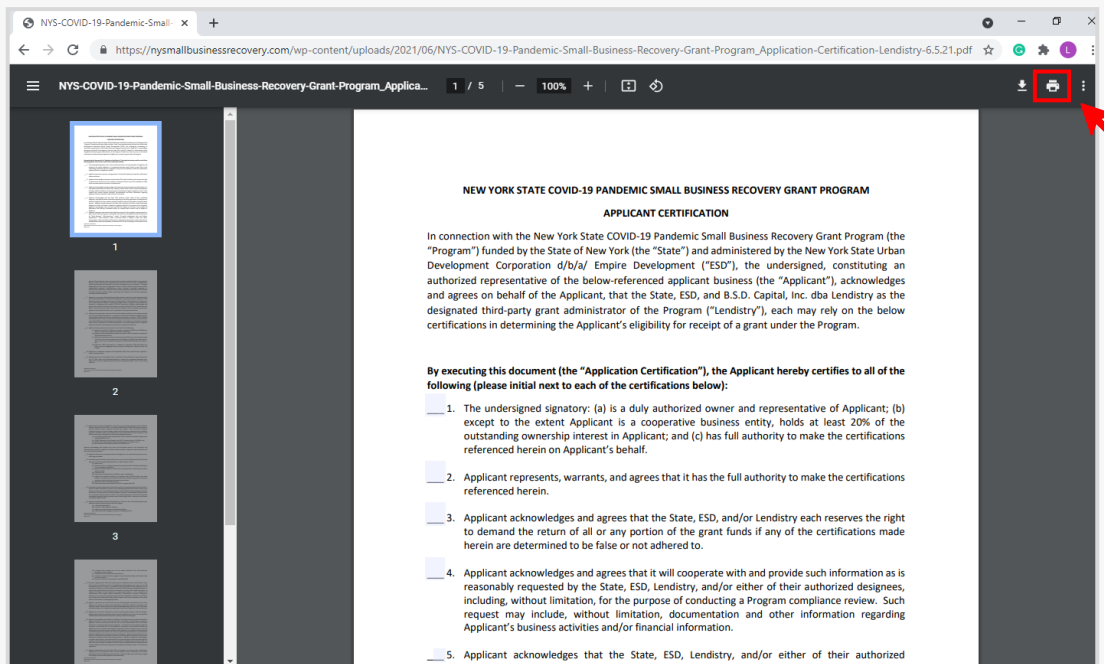 NYS-COVID-19-Pandemic-Small-
https://nysmallbusinessrecovery.com/wp-content/uploads/2021/06/NYS-COVID-19-Pandemic-Small-Business-Recovery-Grant-Program_Application-Certification-Lendistry-6.5.21.pdf
L
NYS-COVID-19-Pandemic-Small-Business-Recovery-Grant-Program_Applica...
1 / 5
100%
1
2
3
NEW YORK STATE COVID-19 PANDEMIC SMALL BUSINESS RECOVERY GRANT PROGRAM
APPLICANT CERTIFICATION
In connection with the New York State COVID-19 Pandemic Small Business Recovery Grant Program (the
“Program”) funded by the State of New York (the “State”) and administered by the New York State Urban
Development Corporation d/b/a/ Empire Development (“ESD”), the undersigned, constituting an
authorized representative of the below-referenced applicant business (the “Applicant”), acknowledges
and agrees on behalf of the Applicant, that the State, ESD, and B.S.D. Capital, Inc. dba Lendistry as the
designated third-party grant administrator of the Program (“Lendistry”), each may rely on the below
certifications in determining the Applicant’s eligibility for receipt of a grant under the Program.
By executing this document (the “Application Certification”), the Applicant hereby certifies to all of the
following (please initial next to each of the certifications below):
___1. The undersigned signatory: (a) is a duly authorized owner and representative of Applicant; (b)
except to the extent Applicant is a cooperative business entity, holds at least 20% of the
outstanding ownership interest in Applicant; and (c) has full authority to make the certifications
referenced herein on Applicant’s behalf.
___2. Applicant represents, warrants, and agrees that it has the full authority to make the certifications
referenced herein.
___3. Applicant acknowledges and agrees that the State, ESD, and/or Lendistry each reserves the right
to demand the return of all or any portion of the grant funds if any of the certifications made
herein are determined to be false or not adhered to.
___4. Applicant acknowledges and agrees that it will cooperate with and provide such information as is
reasonably requested by the State, ESD, Lendistry, and/or either of their authorized designees,
including, without limitation, for the purpose of conducting a Program compliance review. Such
request may include, without limitation, documentation and other information regarding
Applicant’s business activities and/or financial information.
___5. Applicant acknowledges that the State, ESD, Lendistry, and/or either of their authorized